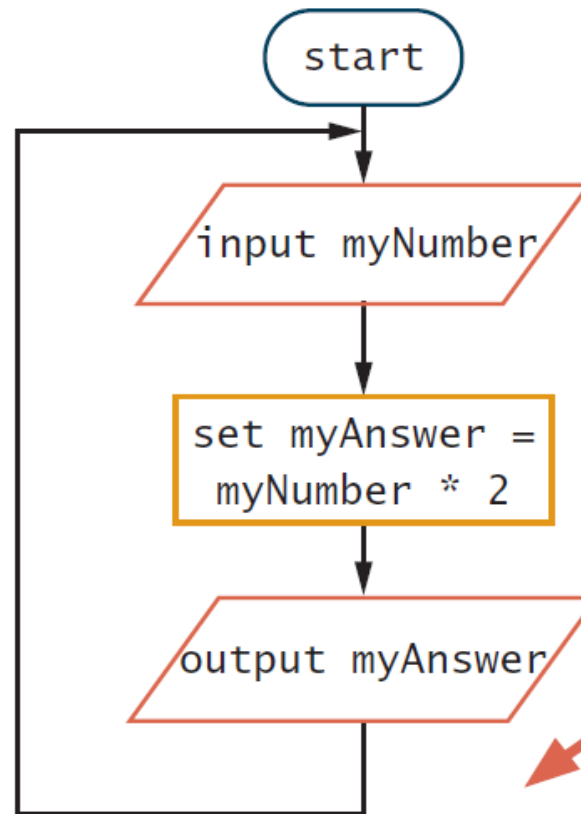 start
input myNumber
set myAnswer =
myNumber * 2
output myAnswer